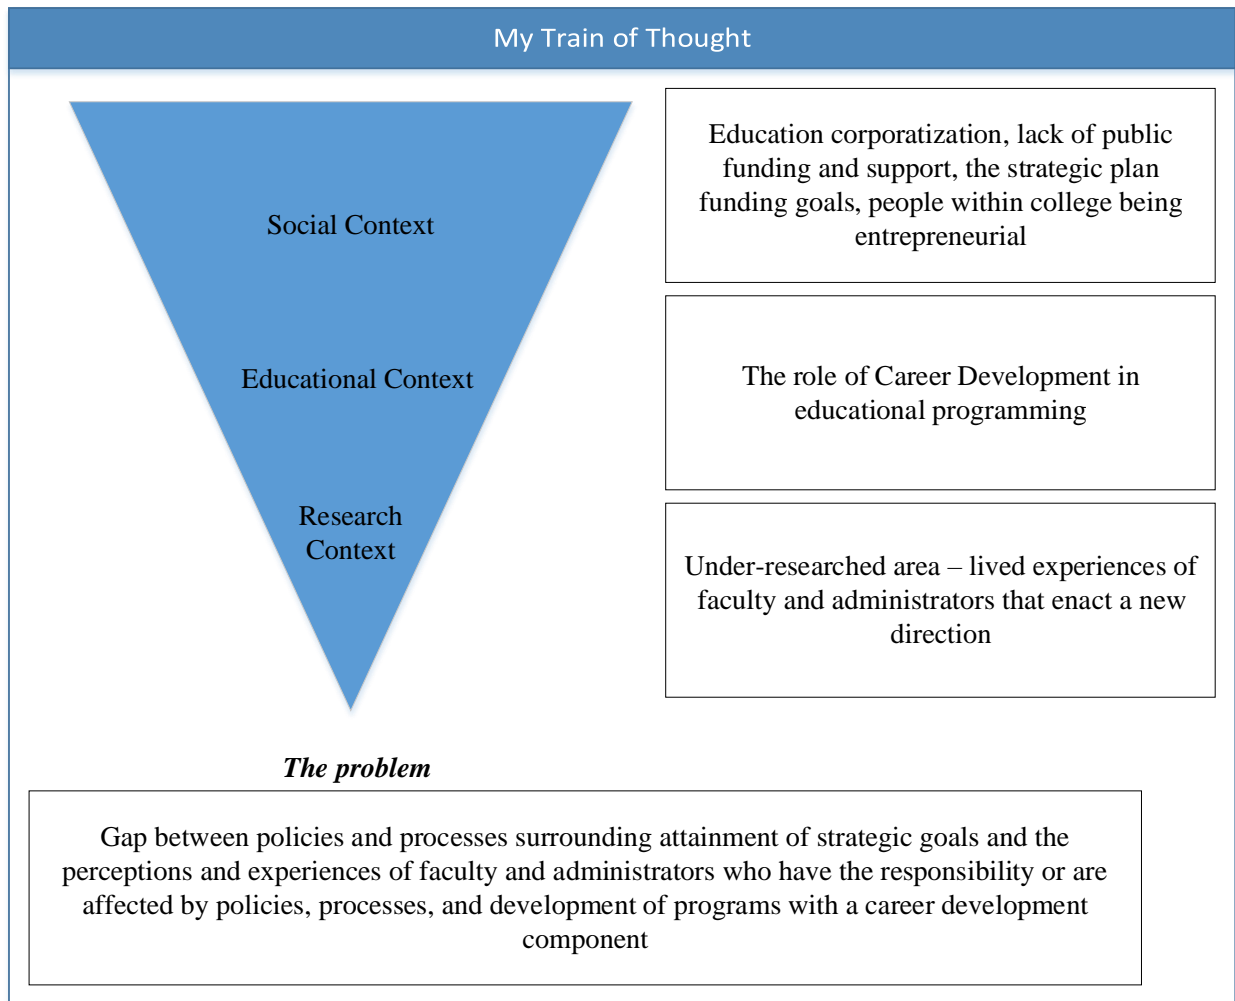 My Train of Thought
Social Context
Education corporatization, lack of public
funding and support, the strategic plan
funding goals, people within college being
entrepreneurial
Educational Context
The role of Career Development in
educational programming
Research
Context
Under-researched area – lived experiences of
faculty and administrators that enact a new
direction
The problem
Gap between policies and processes surrounding attainment of strategic goals and the
perceptions and experiences of faculty and administrators who have the responsibility or are
affected by policies, processes, and development of programs with a career development
component